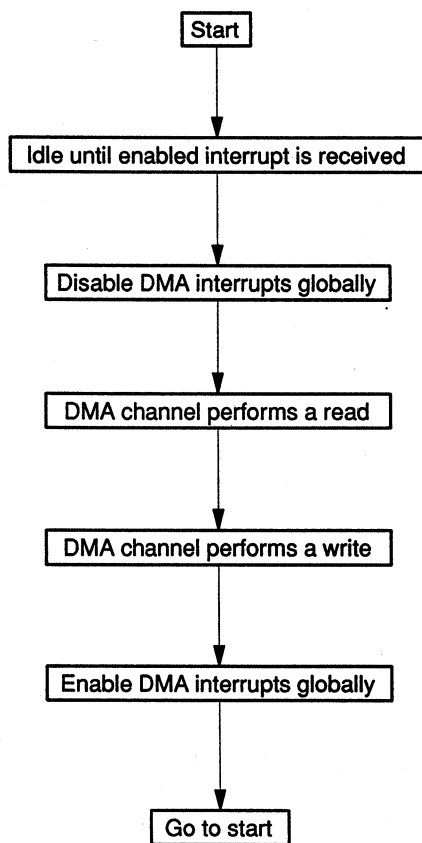 Start
Idle until enabled interrupt is received
Disable DMA interrupts globally
DMA channel performs a read
DMA channel performs a write
Enable DMA interrupts globally
Go to start